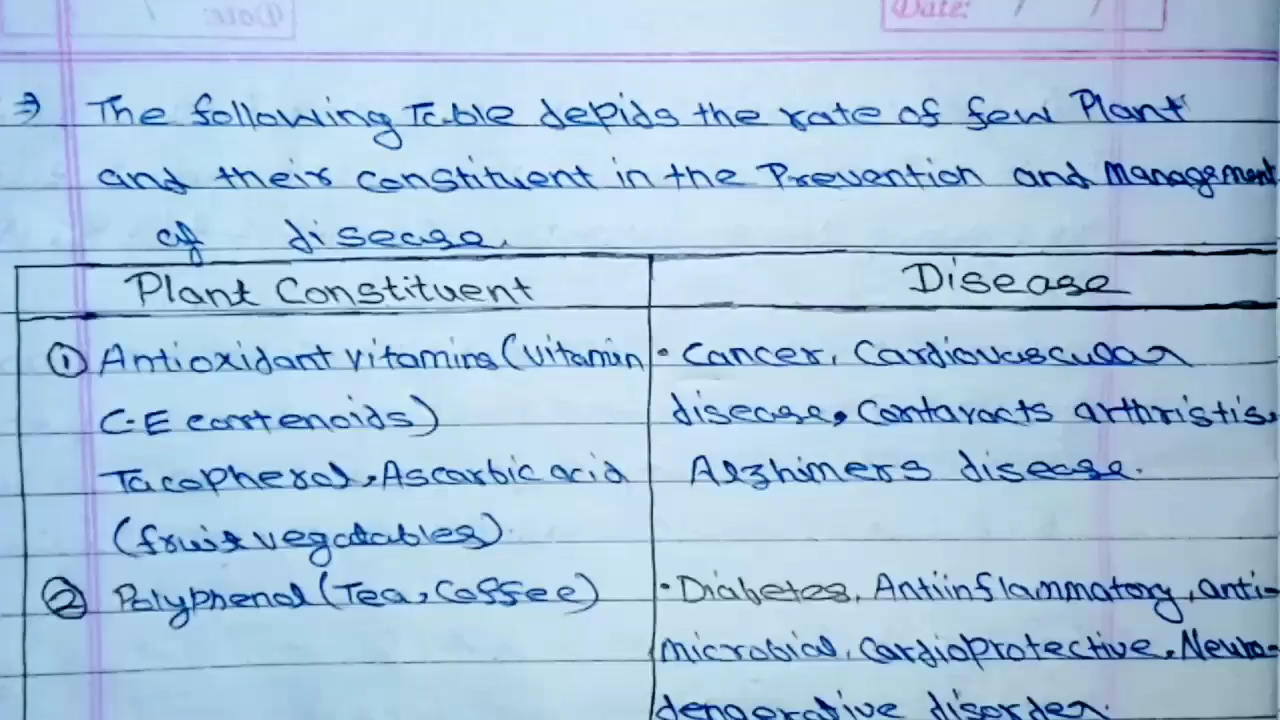 Date: / /
⇒ The following Table depids the rate of few Plant
and their constituent in the Prevention and Management
of disease.
Plant Constituent
Disease
① Antioxidant vitamins (Vitamin
C-E cartenoids)
Tacopherol, Ascarbic acid
(fruit vegatables)
• Cancer, Cardiovascular
disease, Cantaracts arthristis,
Alzhimers disease.
② Polyphenol (Tea, Coffee)
• Diabetes, Antiinflammatory, anti-
microbial, Cardioprotective, Neuro-
dengerative disorder.